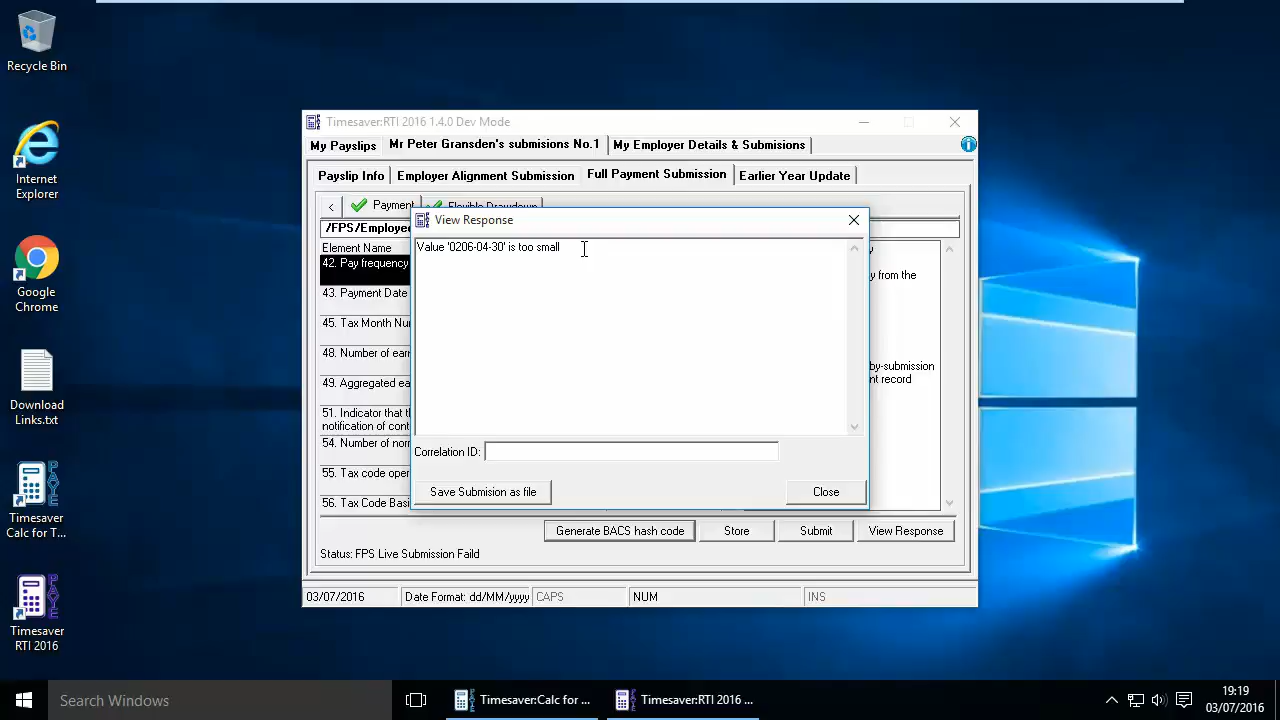 Recycle Bin
Internet
Explorer
Google
Chrome
Download
Links.txt
Timesaver
Calc for T...
Timesaver
RTI 2016
Timesaver:RTI 2016 1.4.0 Dev Mode
My Payslips
Mr Peter Gransden's submisions No.1
My Employer Details & Submisions
Payslip Info
Employer Alignment Submission
Full Payment Submission
Earlier Year Update
<
Payment
Flexible Drawdown
/FPS/Employee
Element Name
42. Pay frequency
43. Payment Date
45. Tax Month Nu
48. Number of earn
49. Aggregated ea
51. Indicator that t
notification of cont
54. Number of norm
55. Tax code oper
56. Tax Code Basi
y from the
by-submission
nt record
View Response
Value '0206-04-30' is too small
Correlation ID:
Save Submision as file
Close
Generate BACS hash code
Store
Submit
View Response
Status: FPS Live Submission Faild
03/07/2016
Date Format: dd/MM/yyyy
CAPS
NUM
INS
Search Windows
Timesaver:Calc for ...
Timesaver:RTI 2016 ...
19:19
03/07/2016